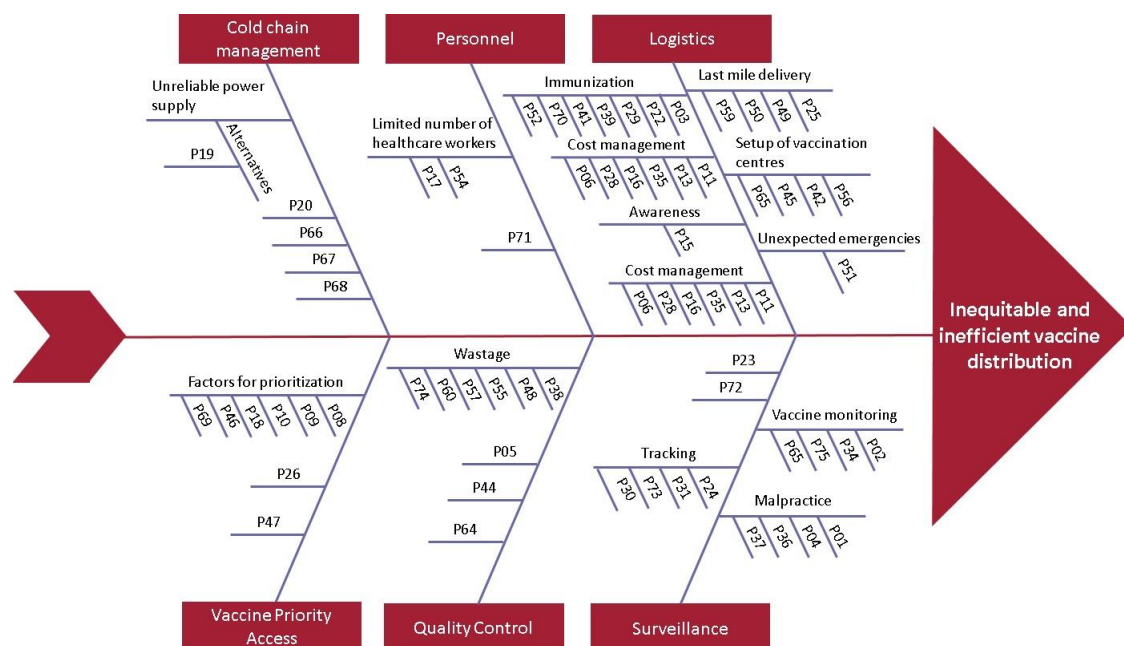 Cold chain
management
Personnel
Logistics
Unreliable power
supply
Alternatives
P19
P20
P66
P67
P68
Limited number of
healthcare workers
P17
P54
P71
Immunization
P52
P70
P41
P39
P29
P22
P03
Cost management
P06
P28
P16
P35
P13
P11
Awareness
P15
Cost management
P06
P28
P16
P35
P13
P11
Last mile delivery
P59
P50
P49
P25
Setup of vaccination
centres
P65
P45
P42
P56
Unexpected emergencies
P51
Inequitable and
inefficient vaccine
distribution
Factors for prioritization
P69
P46
P18
P10
P09
P08
P26
P47
Wastage
P74
P60
P57
P55
P48
P38
P05
P44
P64
P23
P72
Vaccine monitoring
P65
P75
P34
P02
Tracking
P30
P73
P31
P24
Malpractice
P37
P36
P04
P01
Vaccine Priority
Access
Quality Control
Surveillance